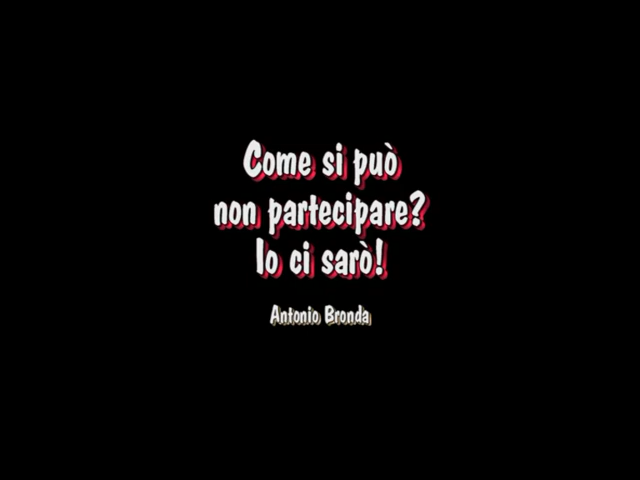 Come si può
non partecipare?
Io ci sarò!
Antonio Bronda